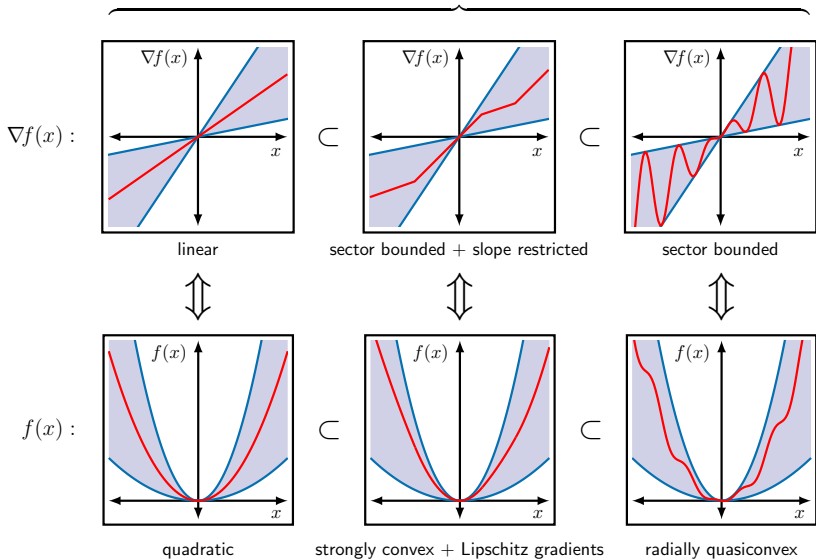 ∇f(x) ∇f(x) ∇f(x)
∇f(x) : ⊂ ⊂
x x x
linear sector bounded + slope restricted sector bounded
⇕ ⇕ ⇕
f(x) f(x) f(x)
f(x) : ⊂ ⊂
x x x
quadratic strongly convex + Lipschitz gradients radially quasiconvex